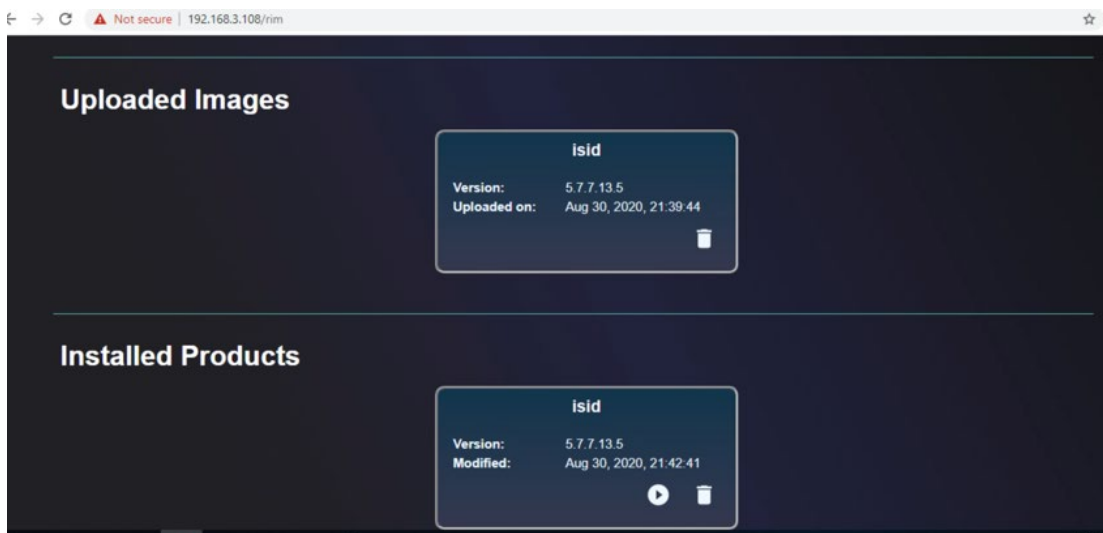 Not secure | 192.168.3.108/rim
Uploaded Images
isid
Version: 5.7.7.13.5
Uploaded on: Aug 30, 2020, 21:39:44
Installed Products
isid
Version: 5.7.7.13.5
Modified: Aug 30, 2020, 21:42:41